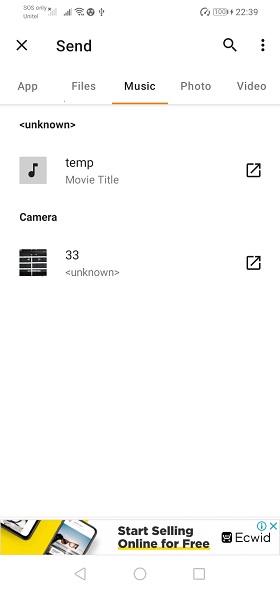 SOS only
Unitel
100
22:39
Send
App
Files
Music
Photo
Video
<unknown>
temp
Movie Title
Camera
33
<unknown>
Start Selling
Online for Free
Ecwid